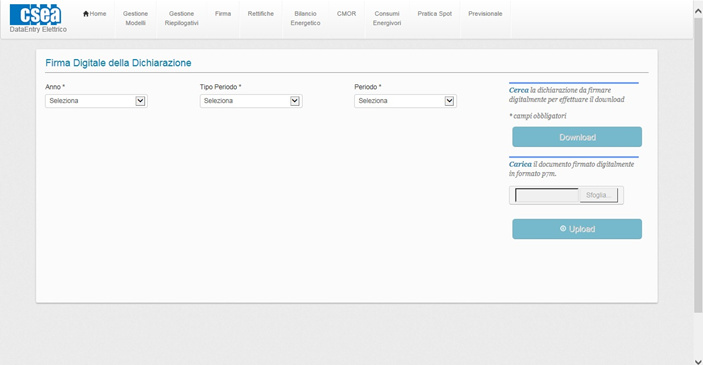 csea
DataEntry Elettrico
Home
Gestione
Modelli
Gestione
Riepilogativi
Firma
Rettifiche
Bilancio
Energetico
CMOR
Consumi
Energivori
Pratica Spot
Previsionale
Firma Digitale della Dichiarazione
Anno *
Seleziona
Tipo Periodo *
Seleziona
Periodo *
Seleziona
Cerca la dichiarazione da firmare
digitalmente per effettuare il download
* campi obbligatori
Download
Carica il documento firmato digitalmente
in formato p7m.
Sfoglia...
Upload